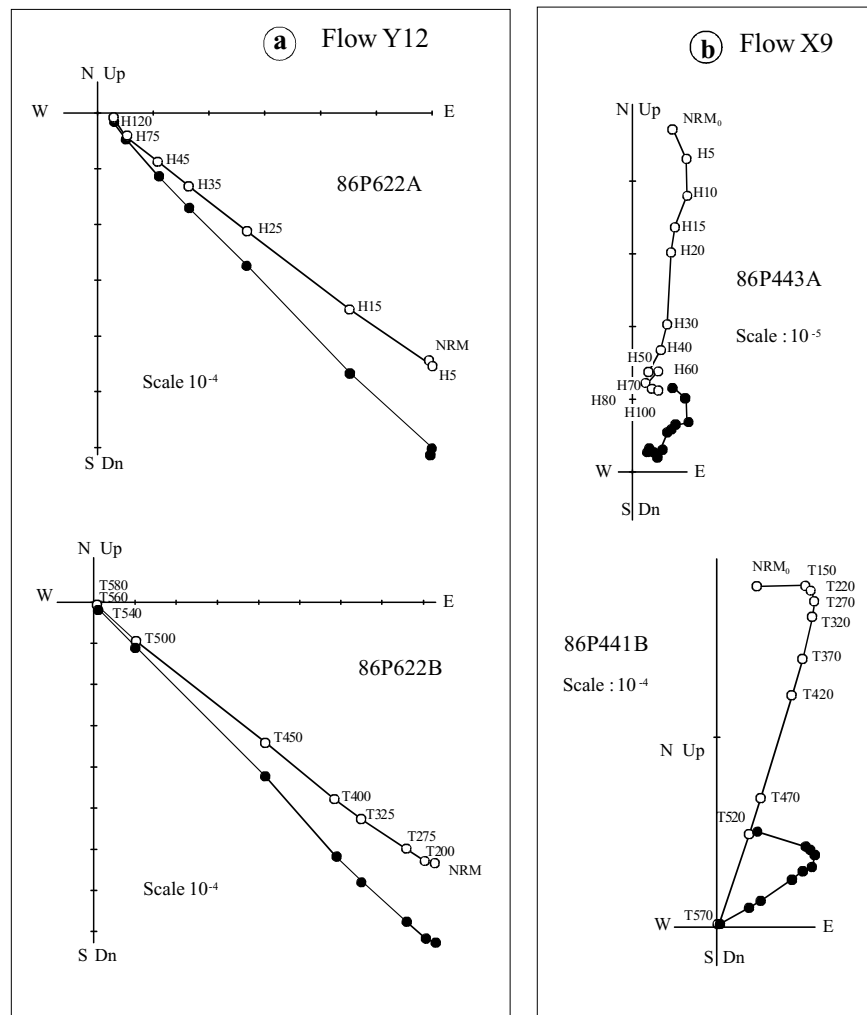 a Flow Y12
N Up
W
E
H120
H75
H45
H35
H25
H15
NRM
H5
86P622A
Scale 10-4
S Dn
N Up
W
E
T580
T560
T540
T500
T450
T400
T325
T275
T200
NRM
86P622B
Scale 10-4
S Dn
b Flow X9
N Up
NRM0
H5
H10
H15
H20
H30
H40
H50
H60
H70
H80
H100
86P443A
Scale : 10-5
W
E
S Dn
NRM0
T150
T220
T270
T320
T370
T420
86P441B
Scale : 10-4
N Up
T470
T520
T570
W
E
S Dn